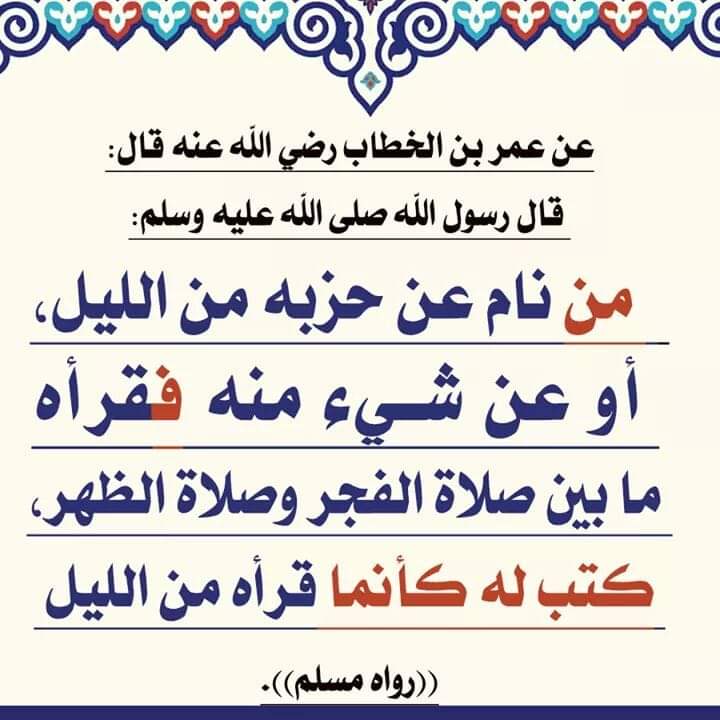 عن عمر بن الخطاب رضي الله عنه قال:
قال رسول الله صلى الله عليه وسلم:
من نام عن حزبه من الليل،
أو عن شيء منه فقرأه
ما بين صلاة الفجر وصلاة الظهر،
كتب له كأنما قرأه من الليل
((رواه مسلم)).